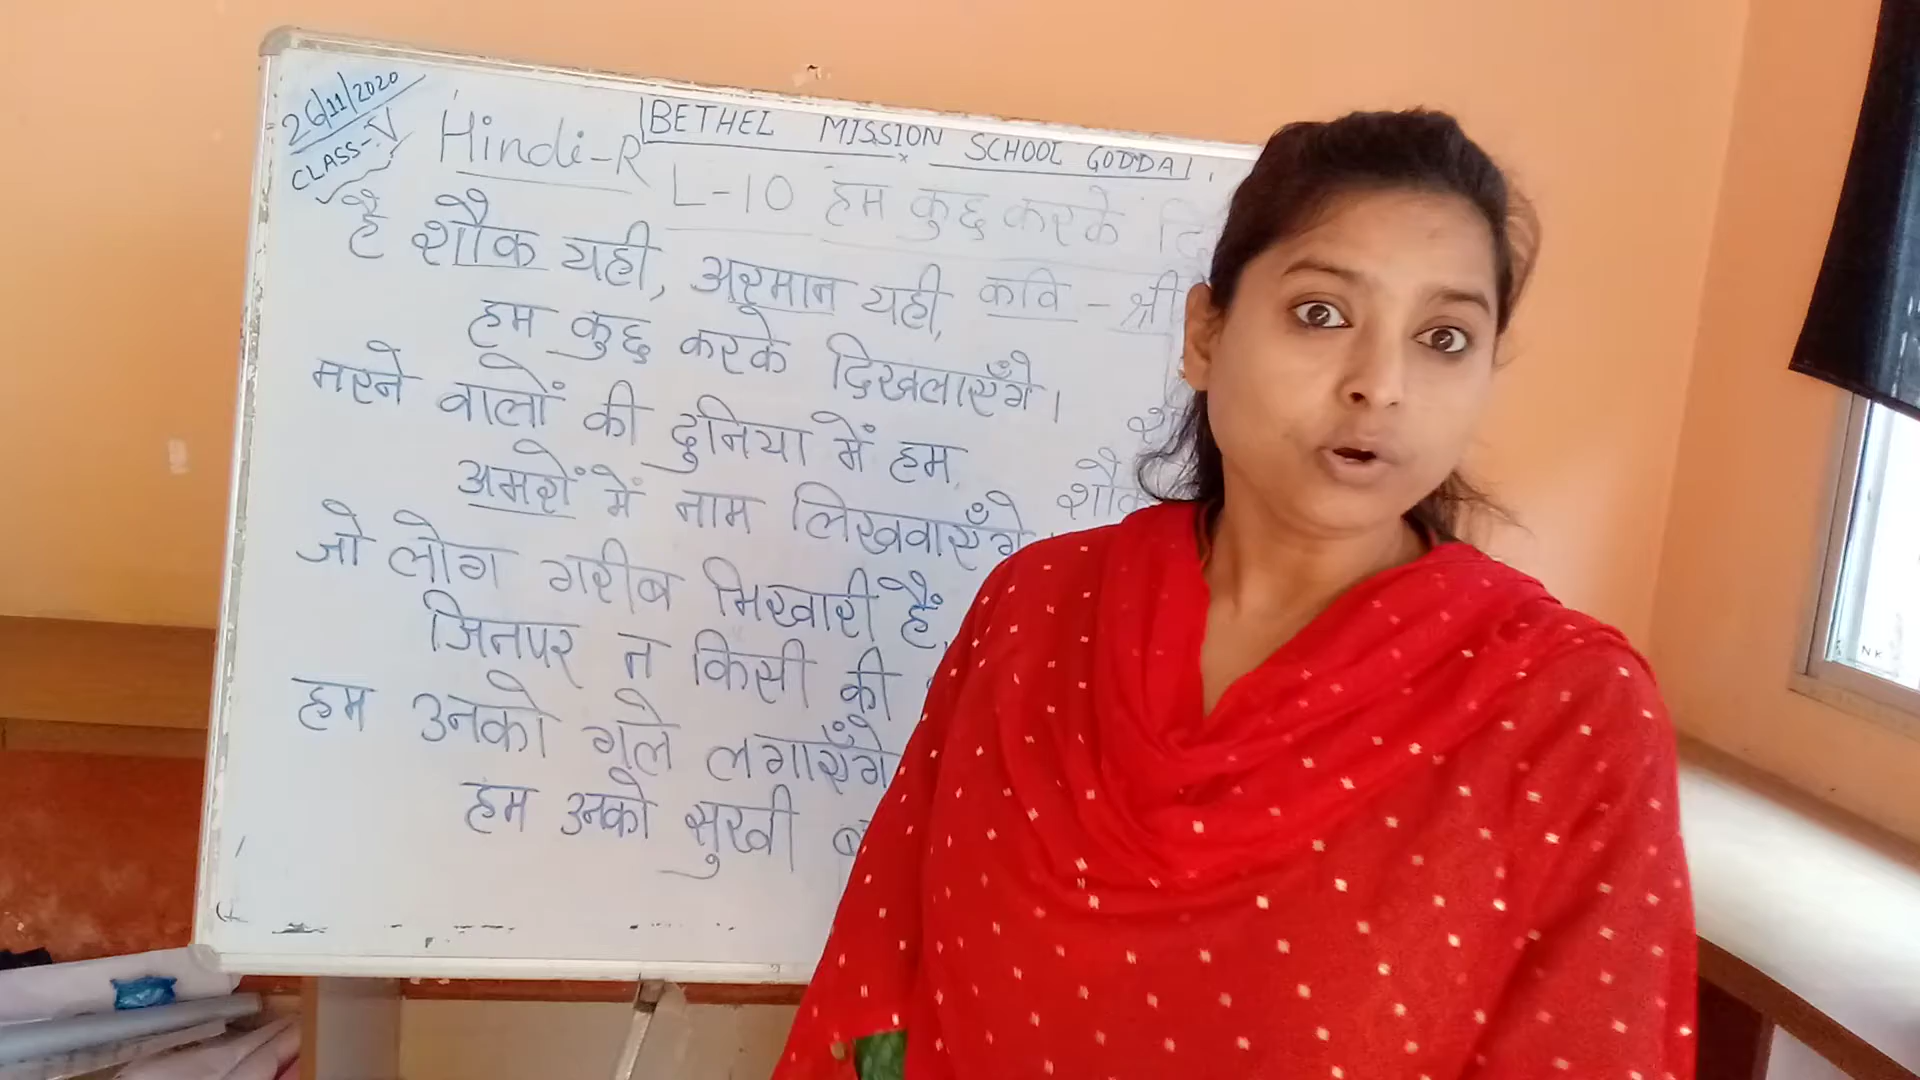 26/11/2020
CLASS-V
Hindi-R
BETHEL MISSION SCHOOL GODDA
L-10 हम कुछ करके
है शौक यही, अरमान यही,
कवि - श्री
हम कुछ करके दिखलाएँगे।
मरने वालों की दुनिया में हम
अमरों में नाम लिखवाएँगे
शौक
जो लोग गरीब भिखारी हैं,
जिनपर न किसी की
हम उनको गले लगाएँगे
हम उनको सुखी